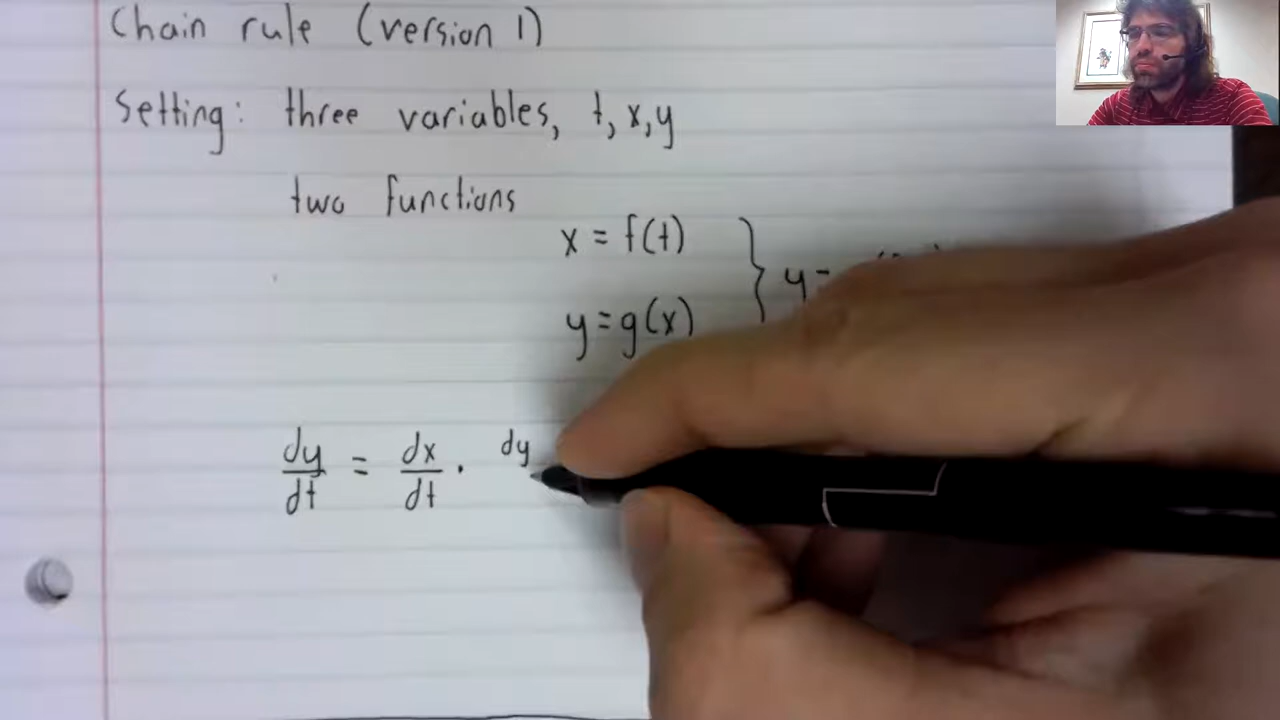 Chain rule (version 1)
Setting: three variables, t, x, y
two functions
x = f(t)
y = g(x)
} y =
dy/dt = dx/dt · dy